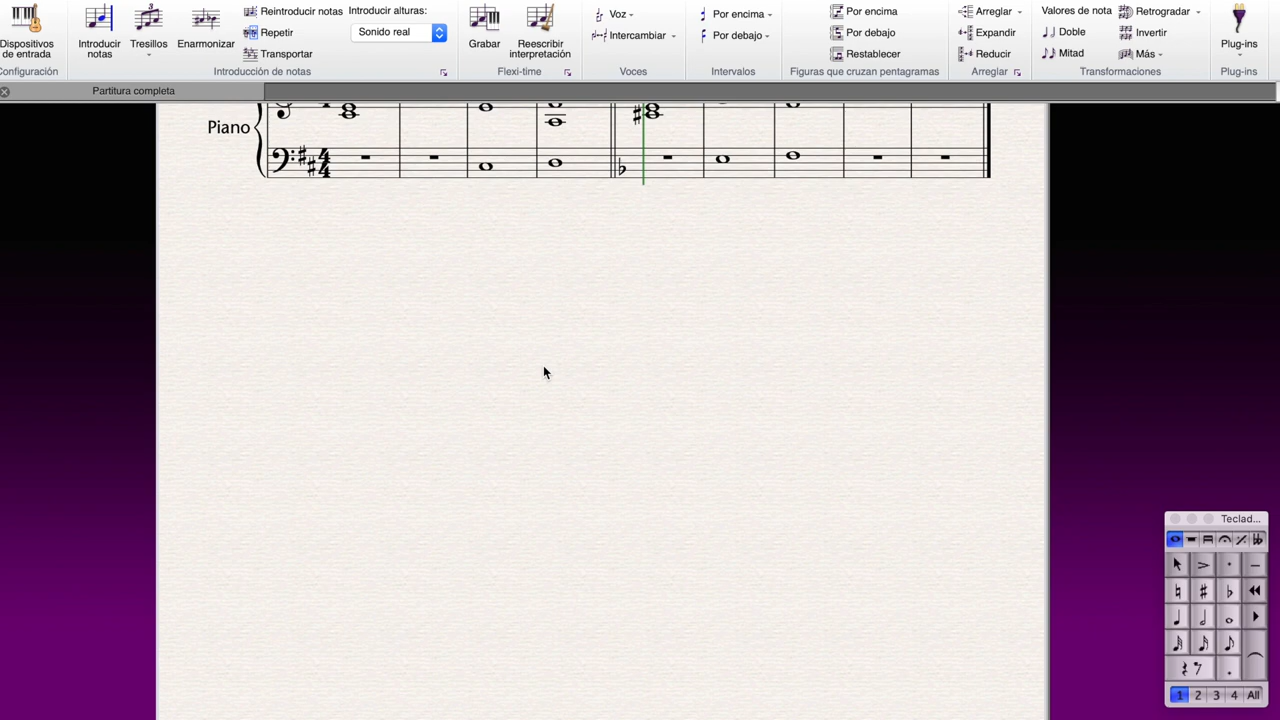 Reintroducir notas
Introducir alturas:
Voz
Por encima
Por encima
Arreglar
Valores de nota
Retrogradar
Dispositivos de entrada
Introducir notas
Tresillos
Enarmonizar
Repetir
Sonido real
Grabar
Reescribir interpretación
Intercambiar
Por debajo
Por debajo
Expandir
Doble
Invertir
Plug-ins
Transportar
Restablecer
Reducir
Mitad
Más
Configuración
Introducción de notas
Flexi-time
Voces
Intervalos
Figuras que cruzan pentagramas
Arreglar
Transformaciones
Plug-ins
Partitura completa
Piano
Teclad...
1 2 3 4 All